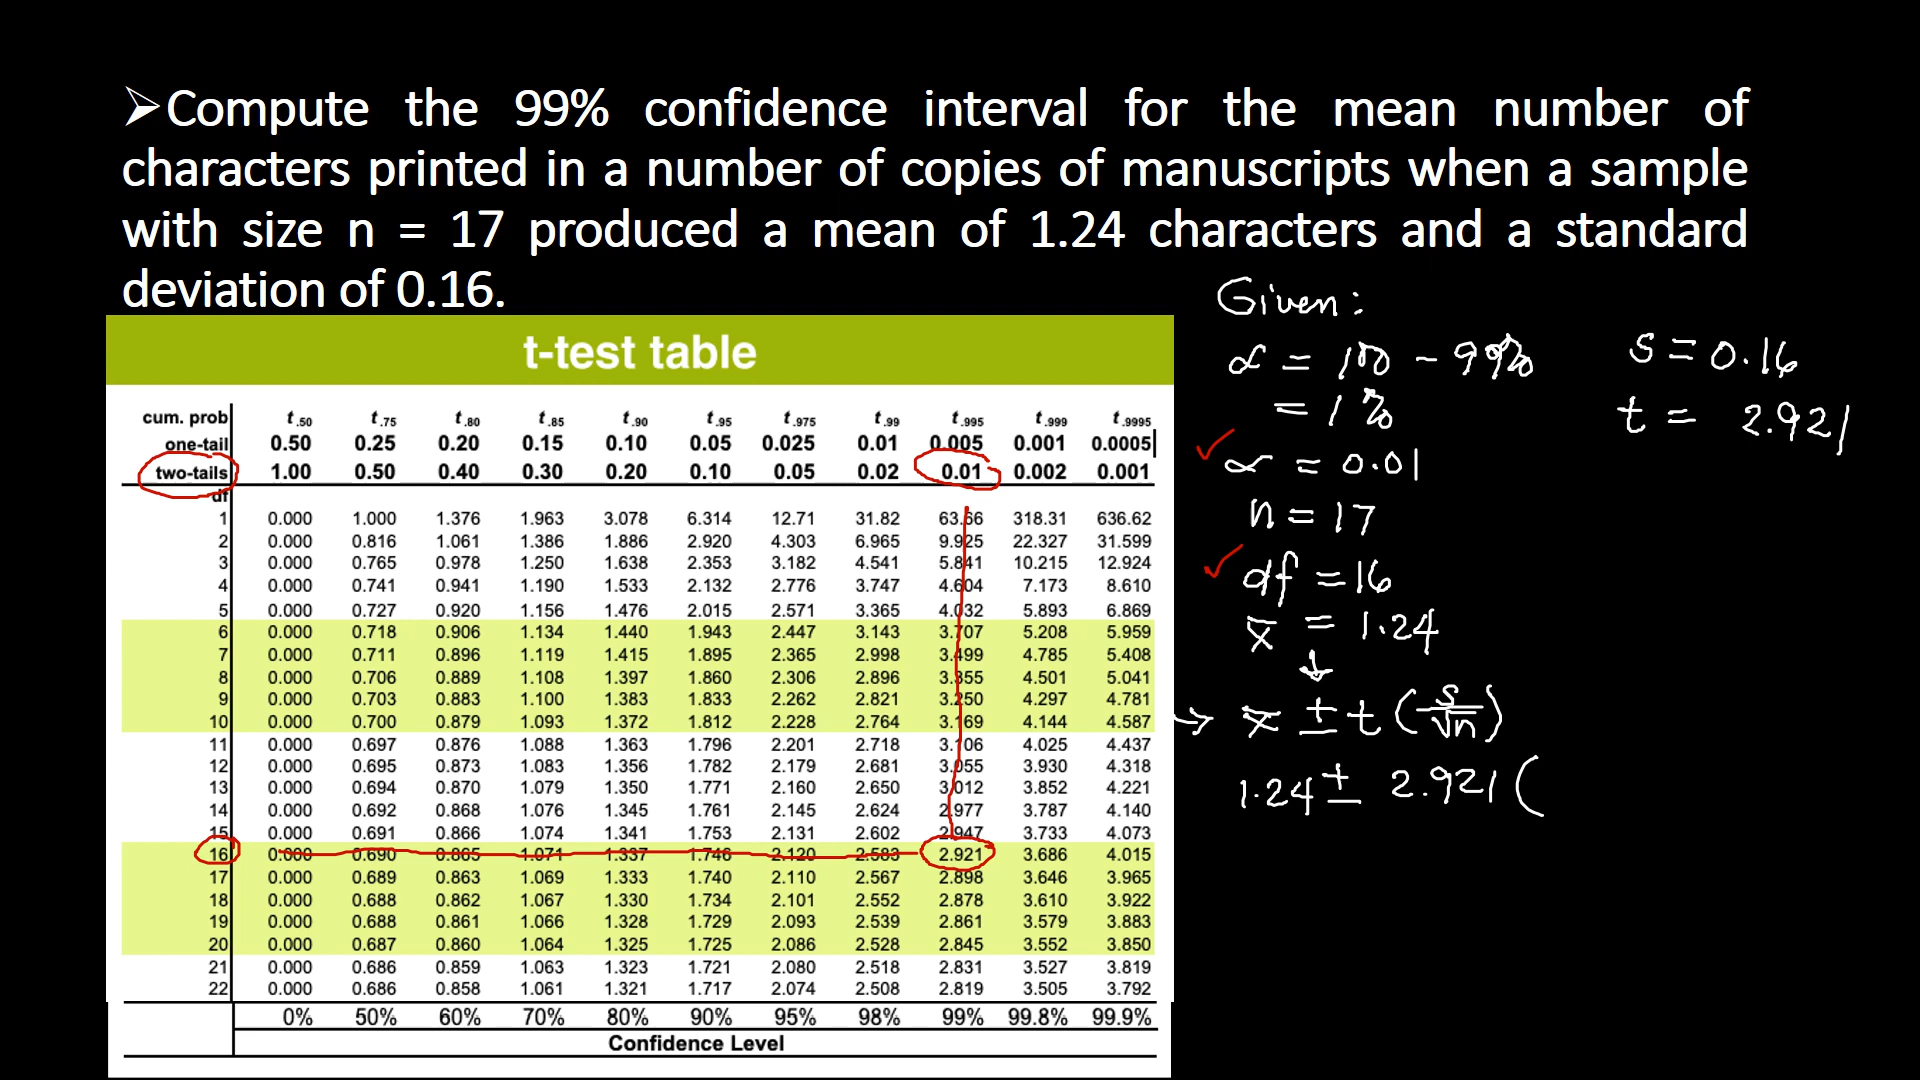 ➢Compute the 99% confidence interval for the mean number of
characters printed in a number of copies of manuscripts when a sample
with size n = 17 produced a mean of 1.24 characters and a standard
deviation of 0.16.
t-test table
cum. prob t.50 t.75 t.80 t.85 t.90 t.95 t.975 t.99 t.995 t.999 t.9995
one-tail 0.50 0.25 0.20 0.15 0.10 0.05 0.025 0.01 0.005 0.001 0.0005
two-tails 1.00 0.50 0.40 0.30 0.20 0.10 0.05 0.02 0.01 0.002 0.001
df
1 0.000 1.000 1.376 1.963 3.078 6.314 12.71 31.82 63.66 318.31 636.62
2 0.000 0.816 1.061 1.386 1.886 2.920 4.303 6.965 9.925 22.327 31.599
3 0.000 0.765 0.978 1.250 1.638 2.353 3.182 4.541 5.841 10.215 12.924
4 0.000 0.741 0.941 1.190 1.533 2.132 2.776 3.747 4.604 7.173 8.610
5 0.000 0.727 0.920 1.156 1.476 2.015 2.571 3.365 4.032 5.893 6.869
6 0.000 0.718 0.906 1.134 1.440 1.943 2.447 3.143 3.707 5.208 5.959
7 0.000 0.711 0.896 1.119 1.415 1.895 2.365 2.998 3.499 4.785 5.408
8 0.000 0.706 0.889 1.108 1.397 1.860 2.306 2.896 3.355 4.501 5.041
9 0.000 0.703 0.883 1.100 1.383 1.833 2.262 2.821 3.250 4.297 4.781
10 0.000 0.700 0.879 1.093 1.372 1.812 2.228 2.764 3.169 4.144 4.587
11 0.000 0.697 0.876 1.088 1.363 1.796 2.201 2.718 3.106 4.025 4.437
12 0.000 0.695 0.873 1.083 1.356 1.782 2.179 2.681 3.055 3.930 4.318
13 0.000 0.694 0.870 1.079 1.350 1.771 2.160 2.650 3.012 3.852 4.221
14 0.000 0.692 0.868 1.076 1.345 1.761 2.145 2.624 2.977 3.787 4.140
15 0.000 0.691 0.866 1.074 1.341 1.753 2.131 2.602 2.947 3.733 4.073
16 0.000 0.690 0.865 1.071 1.337 1.746 2.120 2.583 2.921 3.686 4.015
17 0.000 0.689 0.863 1.069 1.333 1.740 2.110 2.567 2.898 3.646 3.965
18 0.000 0.688 0.862 1.067 1.330 1.734 2.101 2.552 2.878 3.610 3.922
19 0.000 0.688 0.861 1.066 1.328 1.729 2.093 2.539 2.861 3.579 3.883
20 0.000 0.687 0.860 1.064 1.325 1.725 2.086 2.528 2.845 3.552 3.850
21 0.000 0.686 0.859 1.063 1.323 1.721 2.080 2.518 2.831 3.527 3.819
22 0.000 0.686 0.858 1.061 1.321 1.717 2.074 2.508 2.819 3.505 3.792
0% 50% 60% 70% 80% 90% 95% 98% 99% 99.8% 99.9%
Confidence Level
Given:
α = 100 - 99%
= 1%
✓ α = 0.01
n = 17
✓ df = 16
x̄ = 1.24
↓
→ x̄ ± t (s/√n)
1.24 ± 2.921 (
s = 0.16
t = 2.921